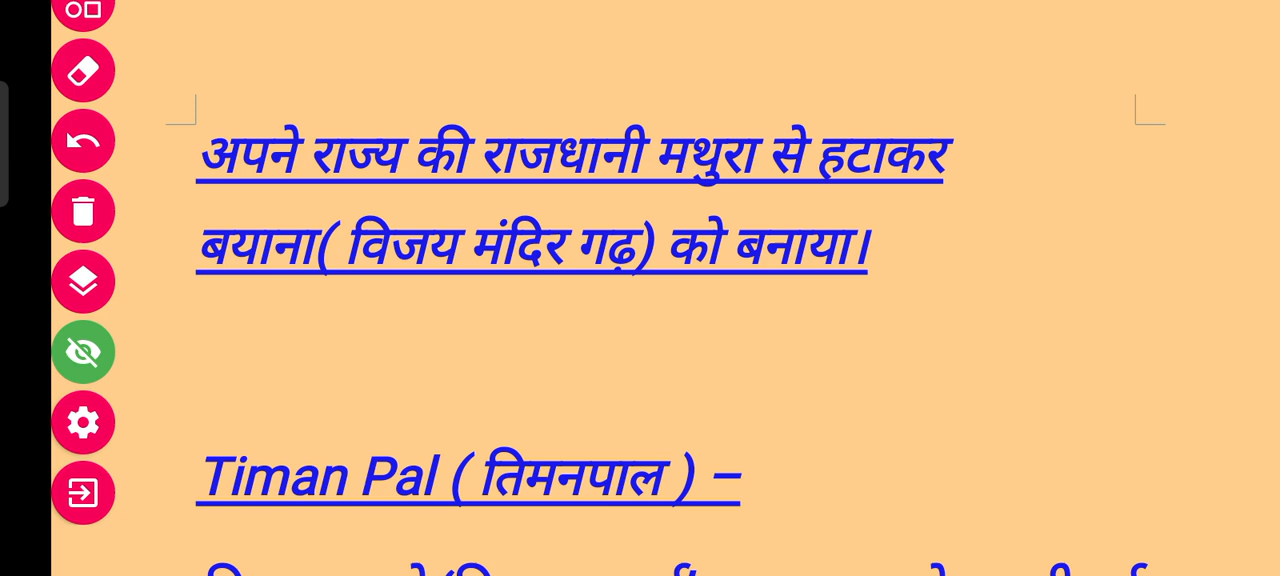 अपने राज्य की राजधानी मथुरा से हटाकर
बयाना( विजय मंदिर गढ़) को बनाया।
Timan Pal ( तिमनपाल ) –